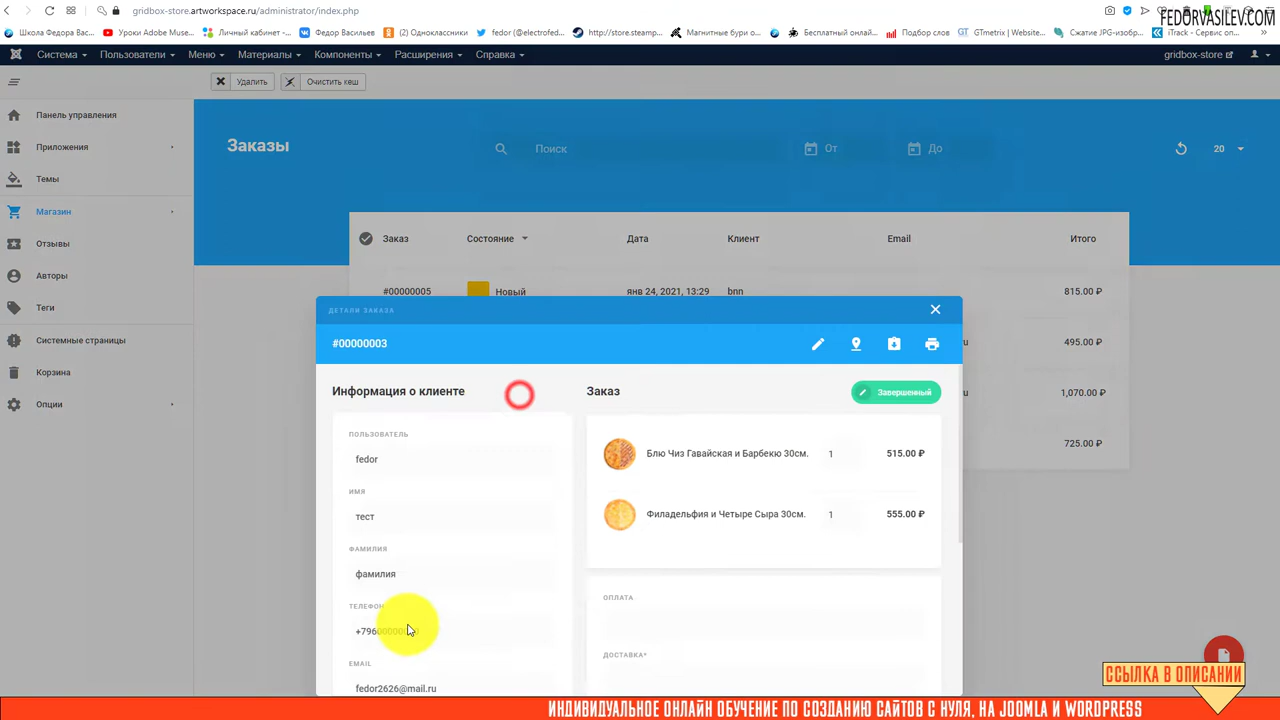 gridbox-store.artworkspace.ru/administrator/index.php
FEDORVASILEV.COM
Школа Федора Вас...
Уроки Adobe Muse...
Личный кабинет -...
Федор Васильев
(2) Одноклассники
fedor (@electrofed...
http://store.steamp...
Магнитные бури о...
Бесплатный онлай...
Подбор слов
GTmetrix | Website...
Сжатие JPG-изобр...
iTrack - Сервис оп...
Система
Пользователи
Меню
Материалы
Компоненты
Расширения
Справка
gridbox-store
Удалить
Очистить кеш
Панель управления
Приложения
Темы
Магазин
Отзывы
Авторы
Теги
Системные страницы
Корзина
Опции
Заказы
Поиск
От
До
20
Заказ
Состояние
Дата
Клиент
Email
Итого
#00000005
Новый
янв 24, 2021, 13:29
bnn
815.00 ₽
u
495.00 ₽
u
1,070.00 ₽
725.00 ₽
ДЕТАЛИ ЗАКАЗА
#00000003
Информация о клиенте
ПОЛЬЗОВАТЕЛЬ
fedor
ИМЯ
тест
ФАМИЛИЯ
фамилия
ТЕЛЕФОН
EMAIL
fedor2626@mail.ru
Заказ
Завершенный
Блю Чиз Гавайская и Барбекю 30см.
1
515.00 ₽
Филадельфия и Четыре Сыра 30см.
1
555.00 ₽
ОПЛАТА
ДОСТАВКА*
ССЫЛКА В ОПИСАНИИ
ИНДИВИДУАЛЬНОЕ ОНЛАЙН ОБУЧЕНИЕ ПО СОЗДАНИЮ САЙТОВ С НУЛЯ, НА JOOMLA И WORDPRESS